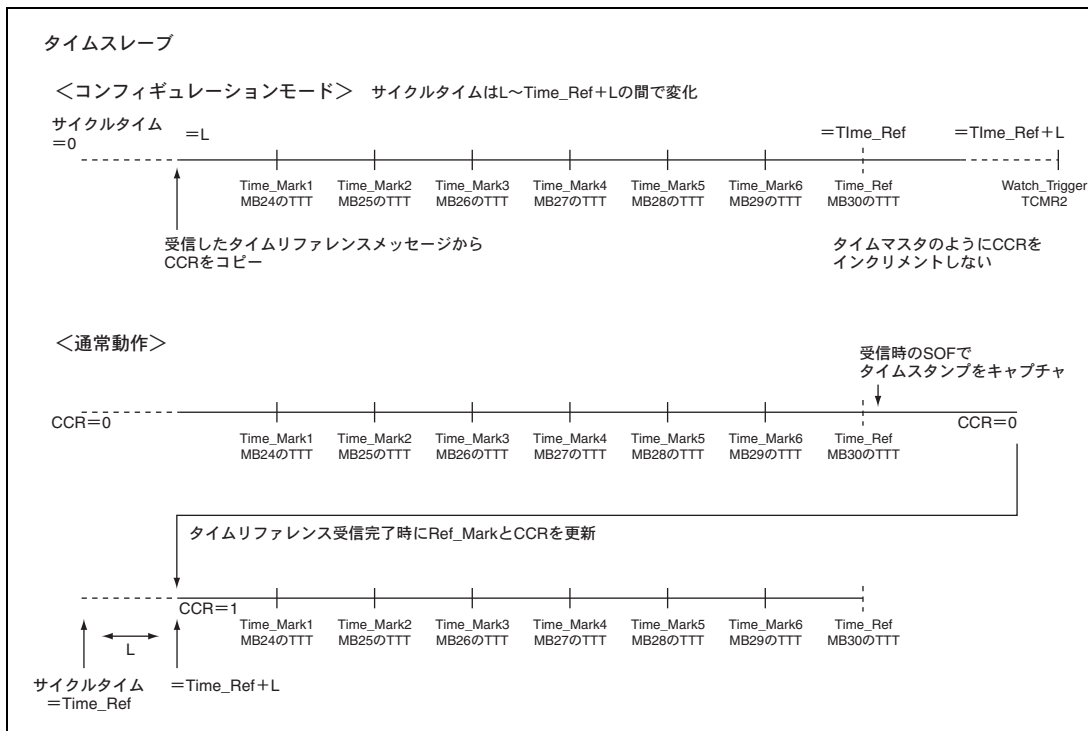 タイムスレーブ
＜コンフィギュレーションモード＞ サイクルタイムはL～Time_Ref＋Lの間で変化
サイクルタイム
＝0
＝L
＝TIme_Ref
＝TIme_Ref＋L
Time_Mark1
MB24のTTT
Time_Mark2
MB25のTTT
Time_Mark3
MB26のTTT
Time_Mark4
MB27のTTT
Time_Mark5
MB28のTTT
Time_Mark6
MB29のTTT
Time_Ref
MB30のTTT
Watch_Trigger
TCMR2
受信したタイムリファレンスメッセージから
CCRをコピー
タイムマスタのようにCCRを
インクリメントしない
＜通常動作＞
受信時のSOFで
タイムスタンプをキャプチャ
CCR＝0
CCR＝0
Time_Mark1
MB24のTTT
Time_Mark2
MB25のTTT
Time_Mark3
MB26のTTT
Time_Mark4
MB27のTTT
Time_Mark5
MB28のTTT
Time_Mark6
MB29のTTT
Time_Ref
MB30のTTT
タイムリファレンス受信完了時にRef_MarkとCCRを更新
CCR＝1
Time_Mark1
MB24のTTT
Time_Mark2
MB25のTTT
Time_Mark3
MB26のTTT
Time_Mark4
MB27のTTT
Time_Mark5
MB28のTTT
Time_Mark6
MB29のTTT
Time_Ref
MB30のTTT
L
サイクルタイム
＝Time_Ref
＝Time_Ref＋L